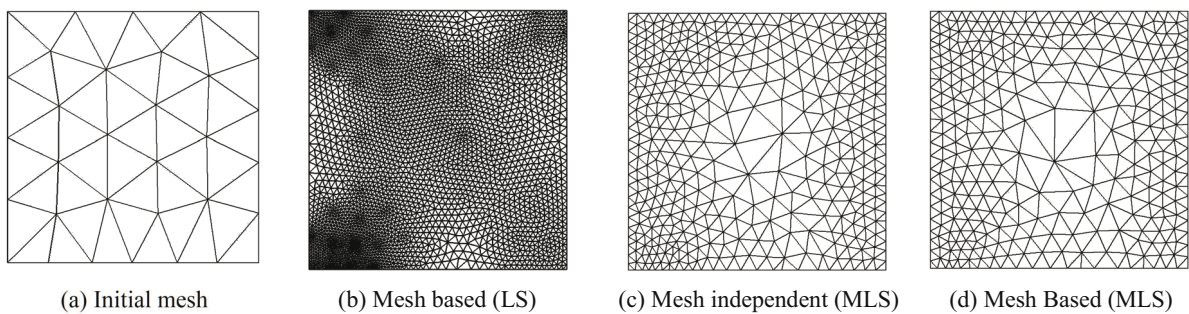 (a) Initial mesh
(b) Mesh based (LS)
(c) Mesh independent (MLS)
(d) Mesh Based (MLS)